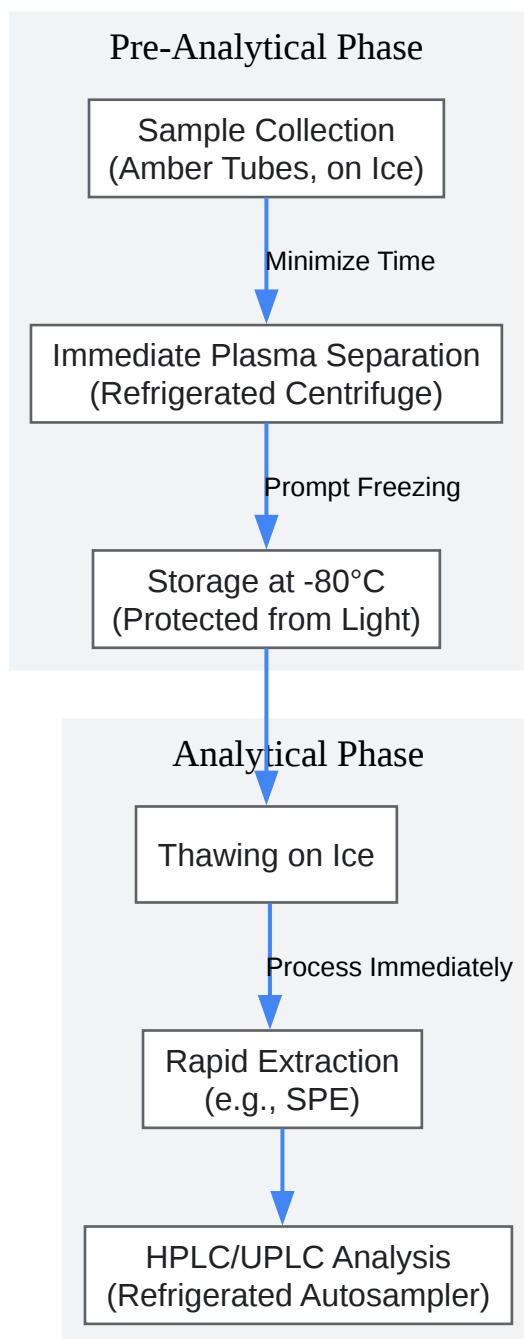 Pre-Analytical Phase
Sample Collection
(Amber Tubes, on Ice)
Minimize Time
Immediate Plasma Separation
(Refrigerated Centrifuge)
Prompt Freezing
Storage at -80°C
(Protected from Light)
Analytical Phase
Thawing on Ice
Process Immediately
Rapid Extraction
(e.g., SPE)
HPLC/UPLC Analysis
(Refrigerated Autosampler)